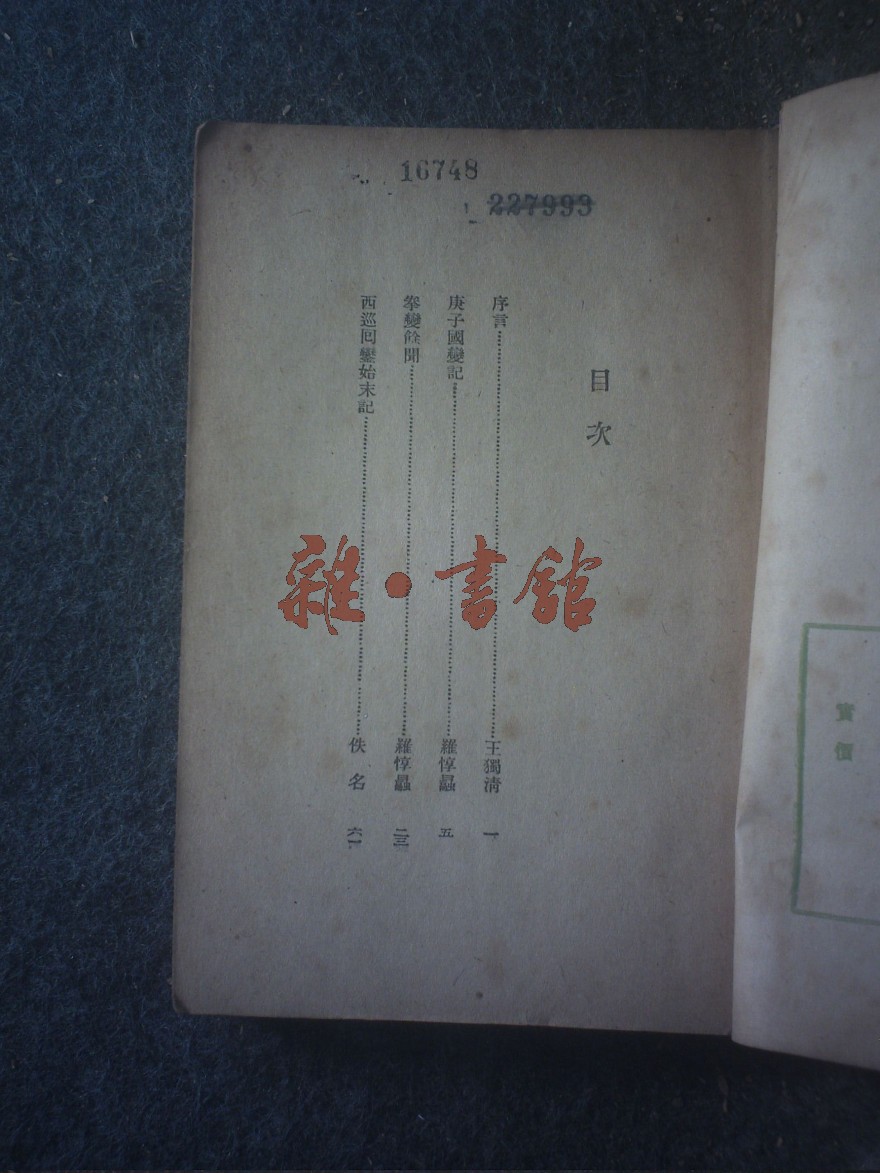 16748
227993
目次
序言 王獨清 一
庚子國變記 羅惇曧 五
拳變餘聞 羅惇曧 二三
西巡囘鑾始末記 佚名 六一
雜·書館
實價